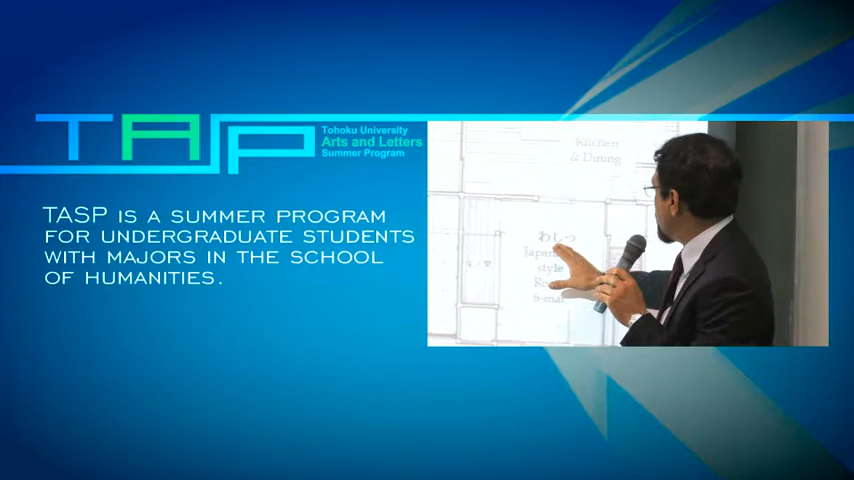 TASP
Tohoku University
Arts and Letters
Summer Program
TASP IS A SUMMER PROGRAM
FOR UNDERGRADUATE STUDENTS
WITH MAJORS IN THE SCHOOL
OF HUMANITIES.
Kitchen
& Dining
わしつ
style